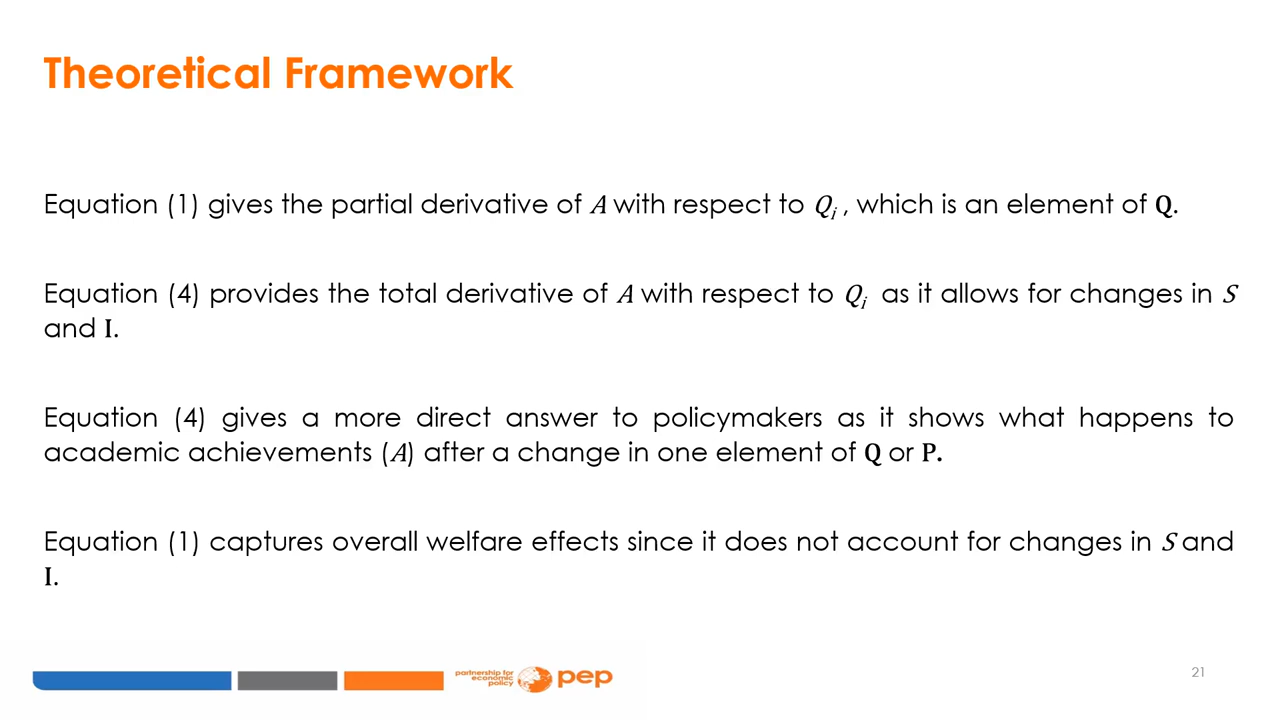 Theoretical Framework
Equation (1) gives the partial derivative of A with respect to Qi , which is an element of Q.
Equation (4) provides the total derivative of A with respect to Qi as it allows for changes in S
and I.
Equation (4) gives a more direct answer to policymakers as it shows what happens to
academic achievements (A) after a change in one element of Q or P.
Equation (1) captures overall welfare effects since it does not account for changes in S and
I.
partnership for
economic
policy
pep
21